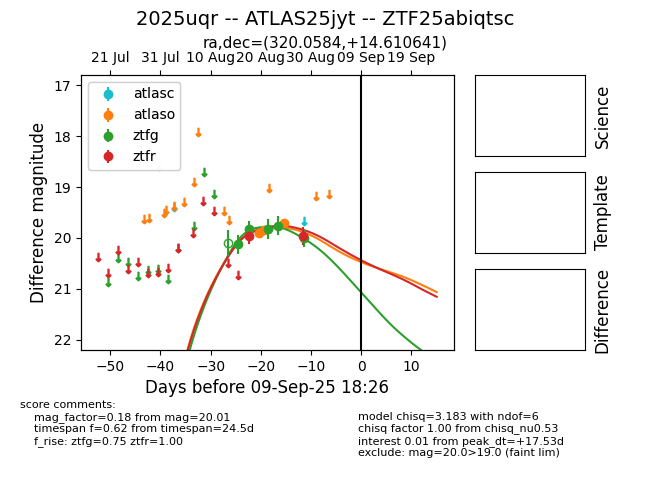 2025uqr -- ATLAS25jyt -- ZTF25abiqtsc
ra,dec=(320.0584,+14.610641)
21 Jul 31 Jul 10 Aug 20 Aug 30 Aug 09 Sep 19 Sep
atlasc
atlaso
ztfg
ztfr
17
18
19
20
21
22
Difference magnitude
−50 −40 −30 −20 −10 0 10
Days before 09-Sep-25 18:26
Science
Template
Difference
score comments:
mag_factor=0.18 from mag=20.01
timespan f=0.62 from timespan=24.5d
f_rise: ztfg=0.75 ztfr=1.00
model chisq=3.183 with ndof=6
chisq factor 1.00 from chisq_nu0.53
interest 0.01 from peak_dt=+17.53d
exclude: mag=20.0>19.0 (faint lim)